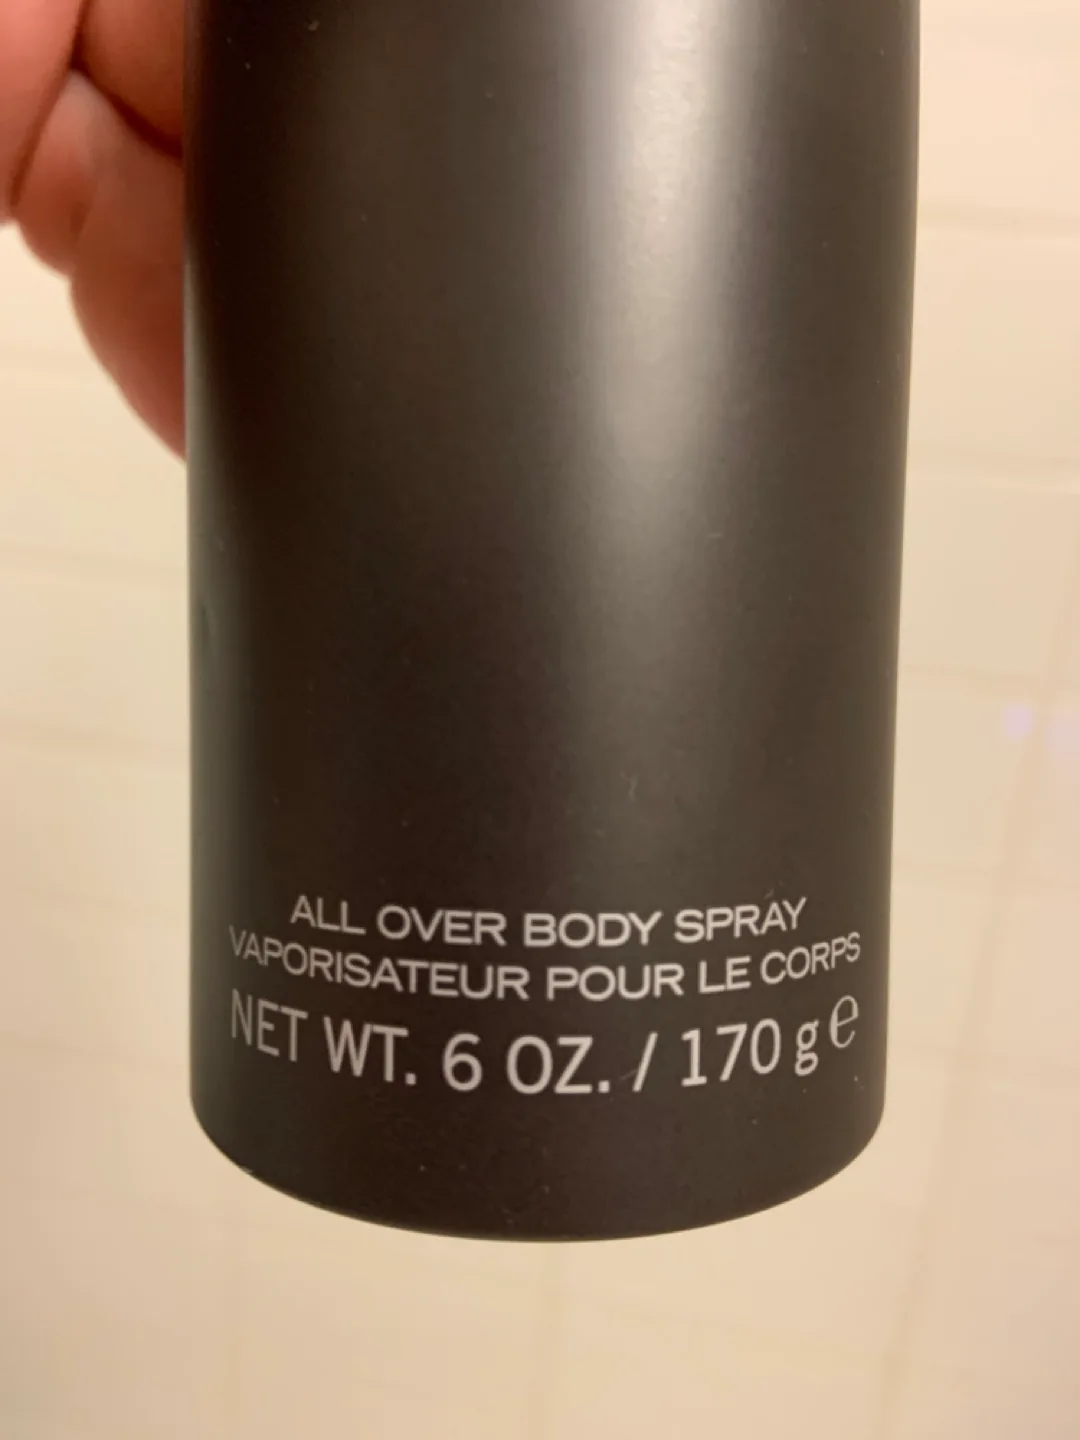 ALL OVER BODY SPRAY
VAPORISATEUR POUR LE CORPS
NET WT. 6 OZ. / 170 g ℮